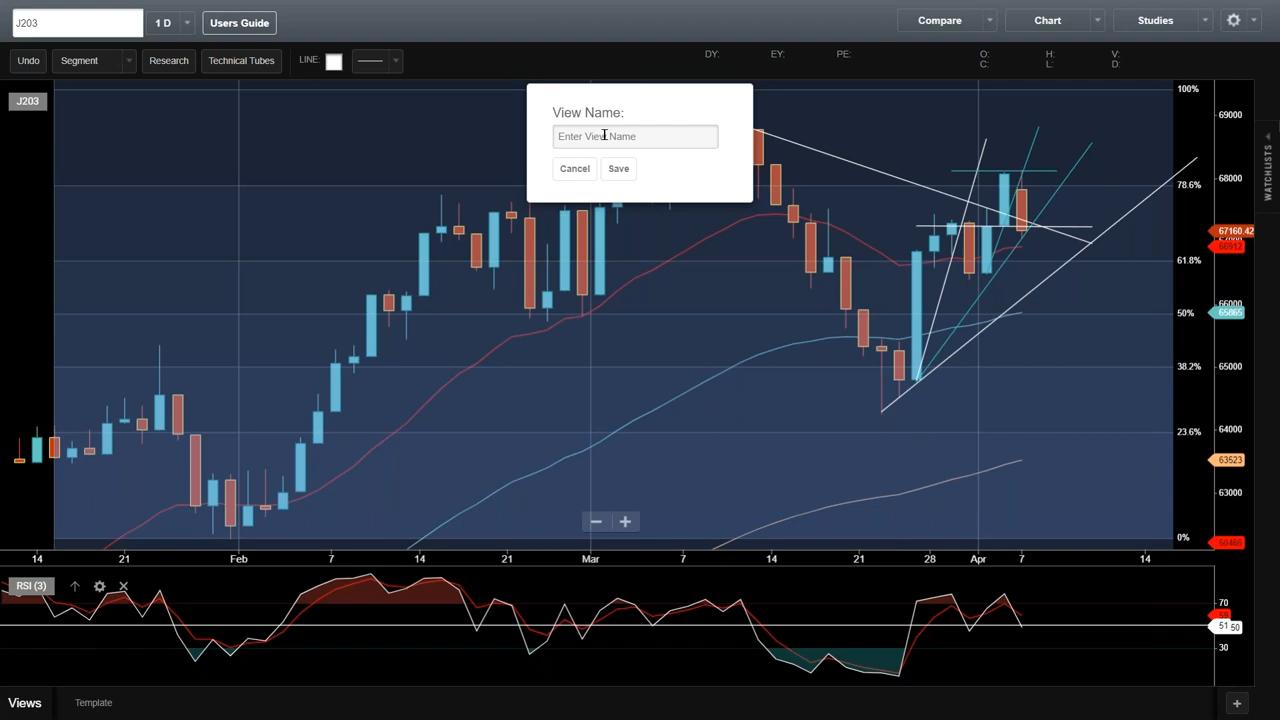 J203
1 D
Users Guide
Compare
Chart
Studies
Undo
Segment
Research
Technical Tubes
LINE:
DY:
EY:
PE:
O:
H:
V:
C:
L:
D:
J203
View Name:
Enter View Name
Cancel
Save
100%
78.6%
61.8%
50%
38.2%
23.6%
0%
69000
68000
67160.42
66912
66000
65865
65000
64000
63523
63000
WATCHLISTS
14
21
Feb
7
14
21
Mar
7
14
21
28
Apr
7
14
RSI (3)
70
51
50
30
Views
Template